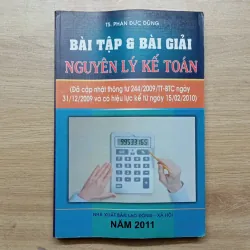 TS. PHAN ĐỨC DŨNG
BÀI TẬP & BÀI GIẢI
NGUYÊN LÝ KẾ TOÁN
(Đã cập nhật thông tư 244/2009/TT-BTC ngày
31/12/2009 và có hiệu lực kể từ ngày 15/02/2010)
NHÀ XUẤT BẢN LAO ĐỘNG - XÃ HỘI
NĂM 2011